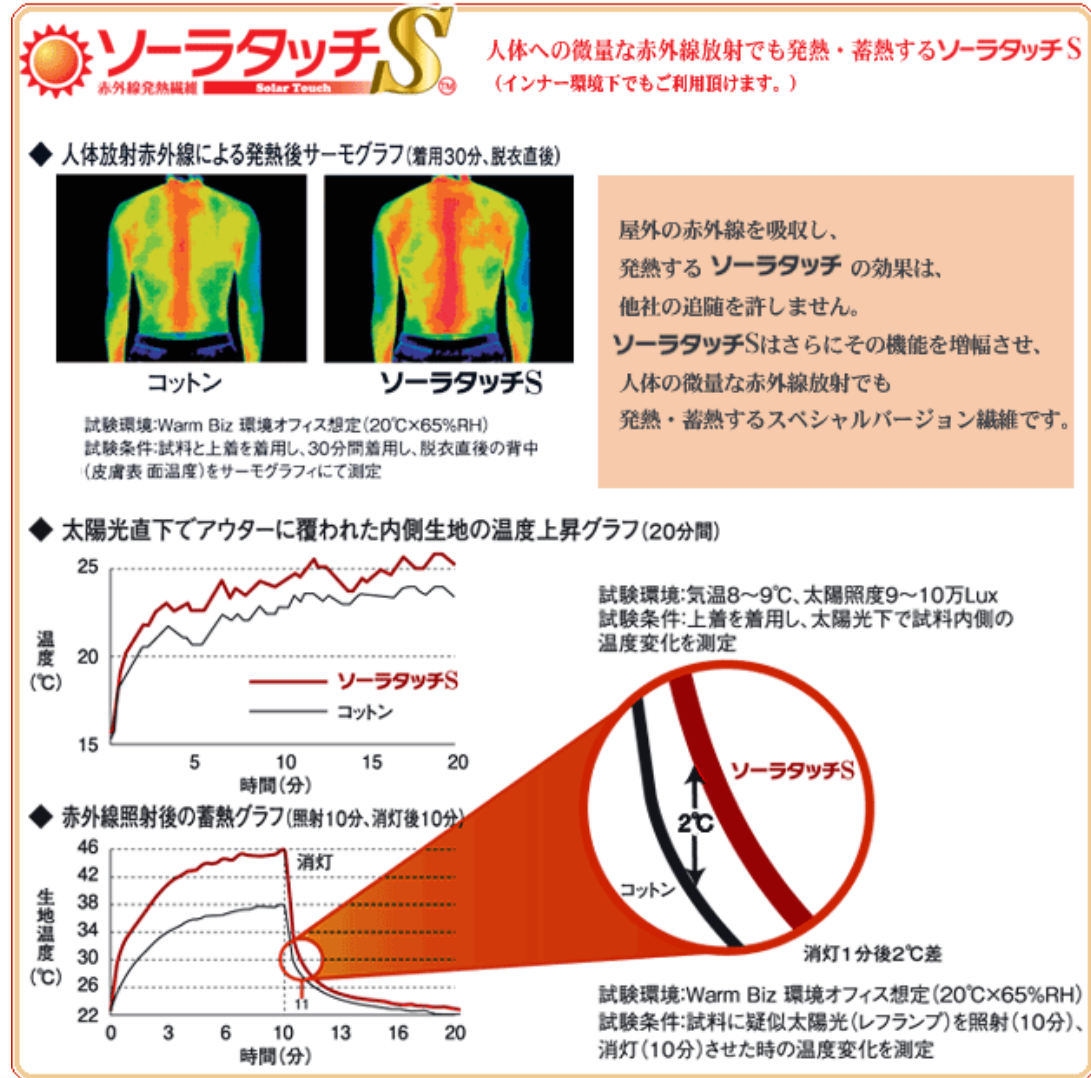 ソーラタッチS
赤外線発熱繊維 Solar Touch TM
人体への微量な赤外線放射でも発熱・蓄熱するソーラタッチS
(インナー環境下でもご利用頂けます。)
◆ 人体放射赤外線による発熱後サーモグラフ(着用30分、脱衣直後)
コットン
ソーラタッチS
試験環境:Warm Biz 環境オフィス想定(20℃×65%RH)
試験条件:試料と上着を着用し、30分間着用し、脱衣直後の背中
(皮膚表 面温度)をサーモグラフィにて測定
屋外の赤外線を吸収し、
発熱する ソーラタッチ の効果は、
他社の追随を許しません。
ソーラタッチSはさらにその機能を増幅させ、
人体の微量な赤外線放射でも
発熱・蓄熱するスペシャルバージョン繊維です。
◆ 太陽光直下でアウターに覆われた内側生地の温度上昇グラフ(20分間)
温度(℃)
25
20
15
ソーラタッチS
コットン
5 10 15 20
時間(分)
試験環境:気温8〜9℃、太陽照度9〜10万Lux
試験条件:上着を着用し、太陽光下で試料内側の
温度変化を測定
◆ 赤外線照射後の蓄熱グラフ(照射10分、消灯後10分)
生地温度(℃)
46
42
38
34
30
26
22
消灯
11
0 3 6 10 13 16 20
時間(分)
ソーラタッチS
2℃
コットン
消灯1分後2℃差
試験環境:Warm Biz 環境オフィス想定(20℃×65%RH)
試験条件:試料に疑似太陽光(レフランプ)を照射(10分)、
消灯(10分)させた時の温度変化を測定